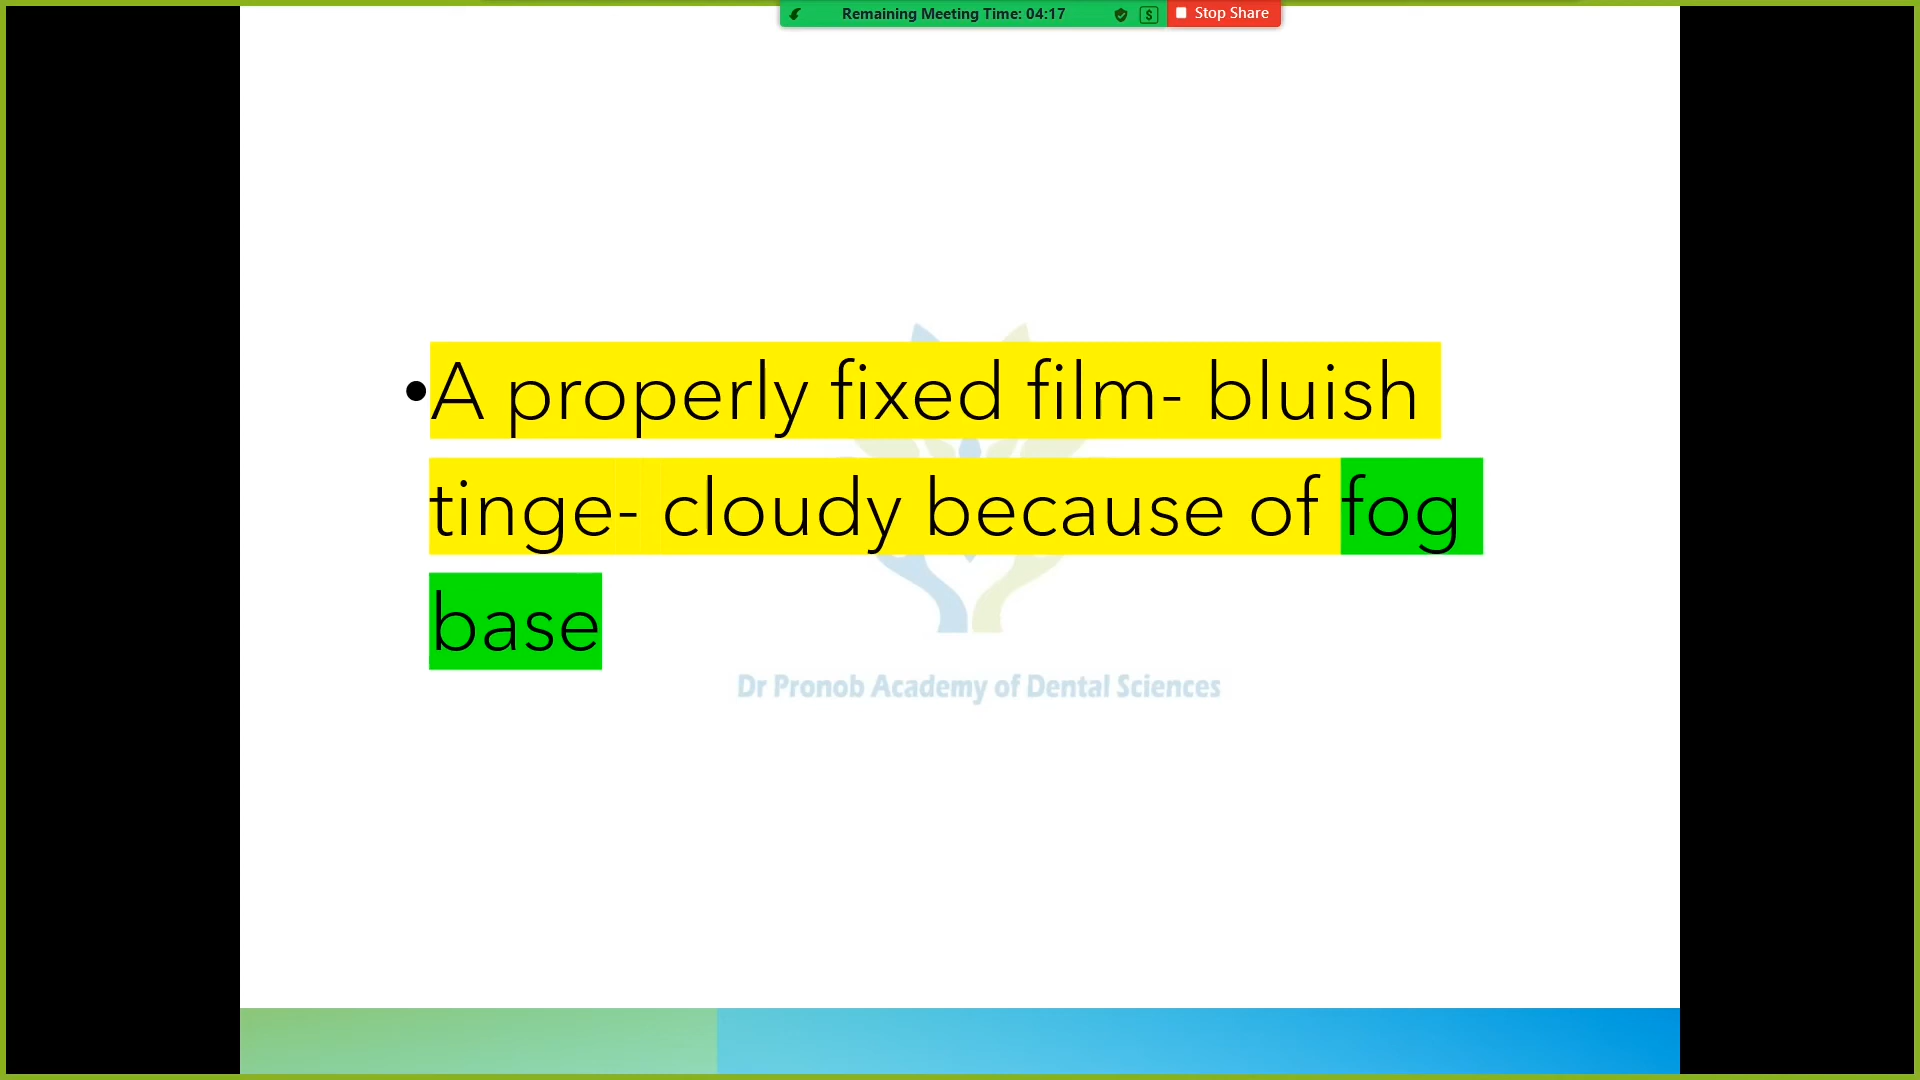 Remaining Meeting Time: 04:17 Stop Share
•A properly fixed film- bluish
tinge- cloudy because of fog
base
Dr Pronob Academy of Dental Sciences